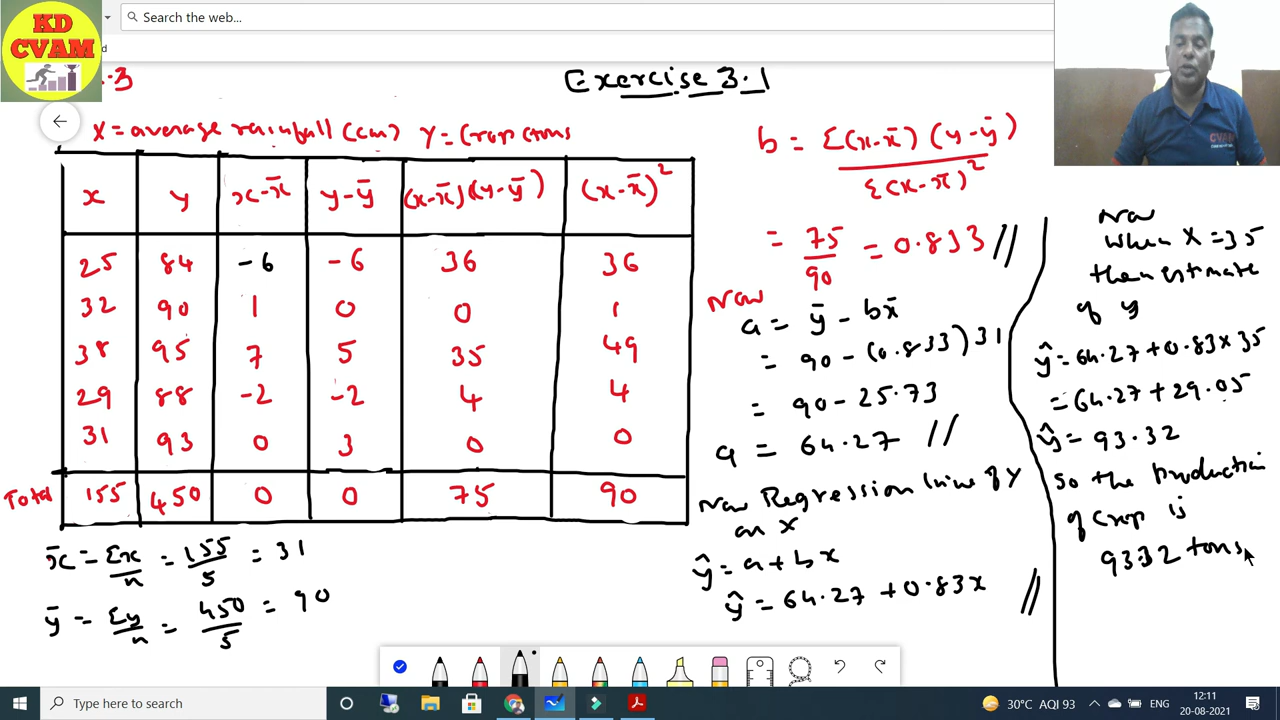 KD
CVAM
Search the web...
.3
Exercise 3.1
X = average rainfall (cm) Y = Crop (tons
x y x-x̄ y-ȳ (x-x̄)(y-ȳ) (x-x̄)²
25 84 -6 -6 36 36
32 90 1 0 0 1
38 95 7 5 35 49
29 88 -2 -2 4 4
31 93 0 3 0 0
Total 155 450 0 0 75 90
x̄ = Σx/n = 155/5 = 31
ȳ = Σy/n = 450/5 = 90
b = Σ(x-x̄)(y-ȳ)/Σ(x-x̄)²
= 75/90 = 0.833 //
Now
a = ȳ - bx̄
= 90 - (0.833)31
= 90 - 25.73
a = 64.27 //
Now Regression line of Y
on X
ŷ = a + bx
ŷ = 64.27 + 0.83x //
Now
when X = 35
then estimate
of y
ŷ = 64.27 + 0.83 x 35
= 64.27 + 29.05
ŷ = 93.32
so the production
of crop is
93.32 tons
CVAM
Type here to search
30°C AQI 93
ENG
12:11
20-08-2021